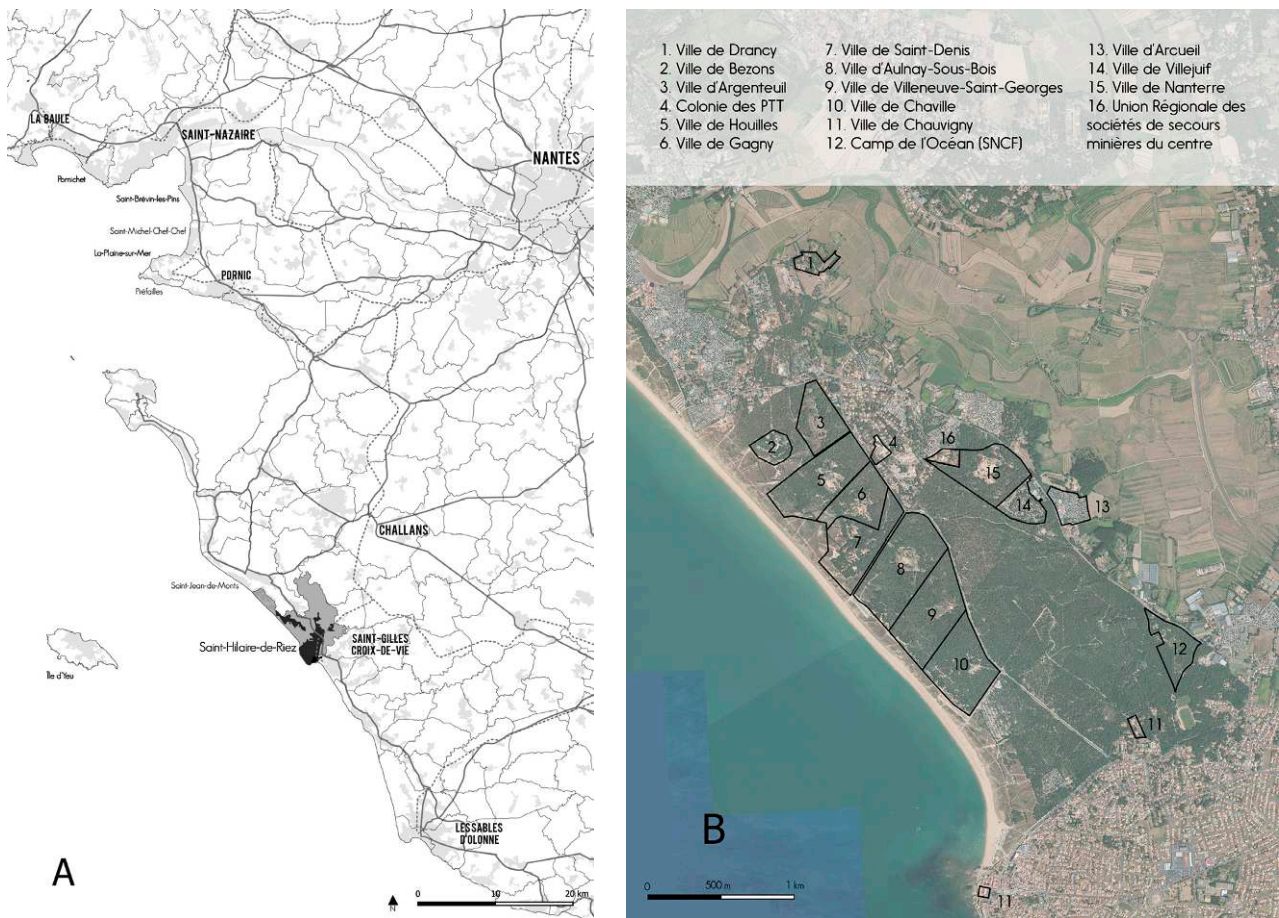 LA BAULE
SAINT-NAZAIRE
NANTES
Pornichet
Saint-Brévin-les-Pins
Saint-Michel-Chef-Chef
La-Plaine-sur-Mer
PORNIC
Préfailles
CHALLANS
Saint-Jean-de-Monts
Saint-Hilaire-de-Riez
SAINT-GILLES
CROIX-DE-VIE
Île d'Yeu
LES SABLES
D'OLONNE
A
N
0 10 20 km
1. Ville de Drancy
2. Ville de Bezons
3. Ville d'Argenteuil
4. Colonie des PTT
5. Ville de Houilles
6. Ville de Gagny
7. Ville de Saint-Denis
8. Ville d'Aulnay-Sous-Bois
9. Ville de Villeneuve-Saint-Georges
10. Ville de Chaville
11. Ville de Chauvigny
12. Camp de l'Océan (SNCF)
13. Ville d'Arcueil
14. Ville de Villejuif
15. Ville de Nanterre
16. Union Régionale des
sociétés de secours
minières du centre
1
3
2
4
16
15
5
6
14
13
7
8
9
12
10
11
B
0 500 m 1 km
11